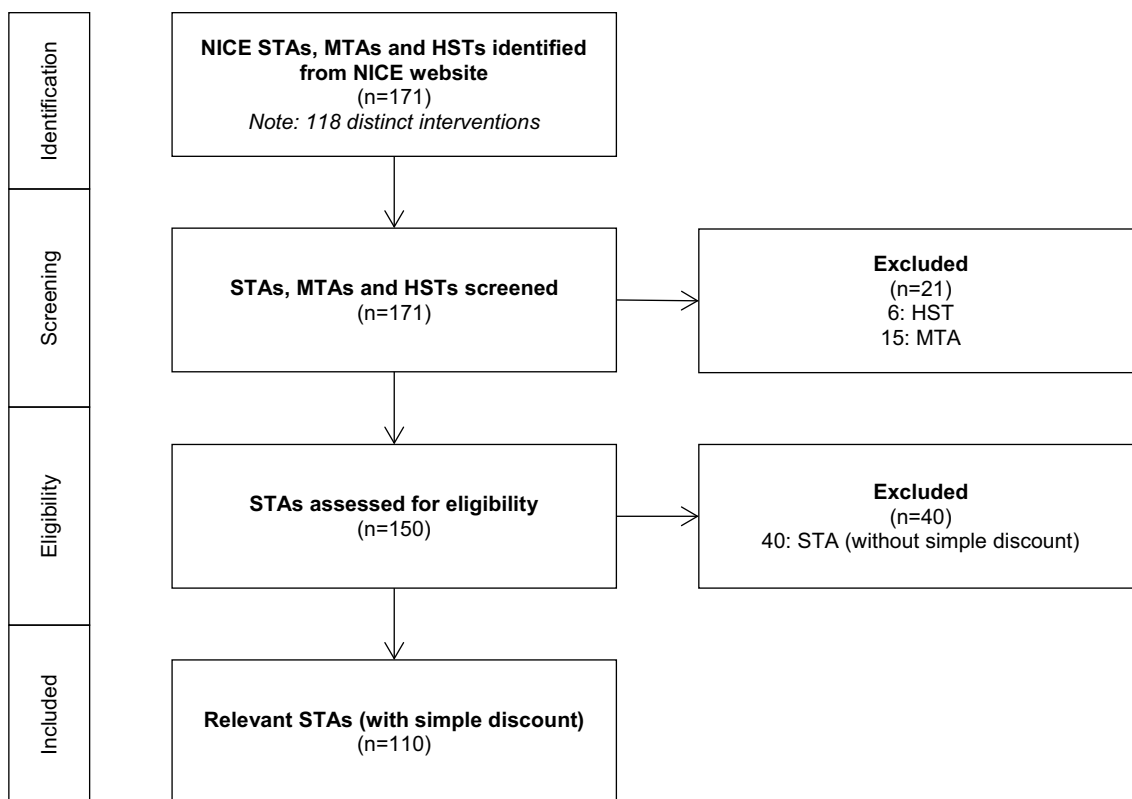 Identification
NICE STAs, MTAs and HSTs identified
from NICE website
(n=171)
Note: 118 distinct interventions
Screening
STAs, MTAs and HSTs screened
(n=171)
Excluded
(n=21)
6: HST
15: MTA
Eligibility
STAs assessed for eligibility
(n=150)
Excluded
(n=40)
40: STA (without simple discount)
Included
Relevant STAs (with simple discount)
(n=110)